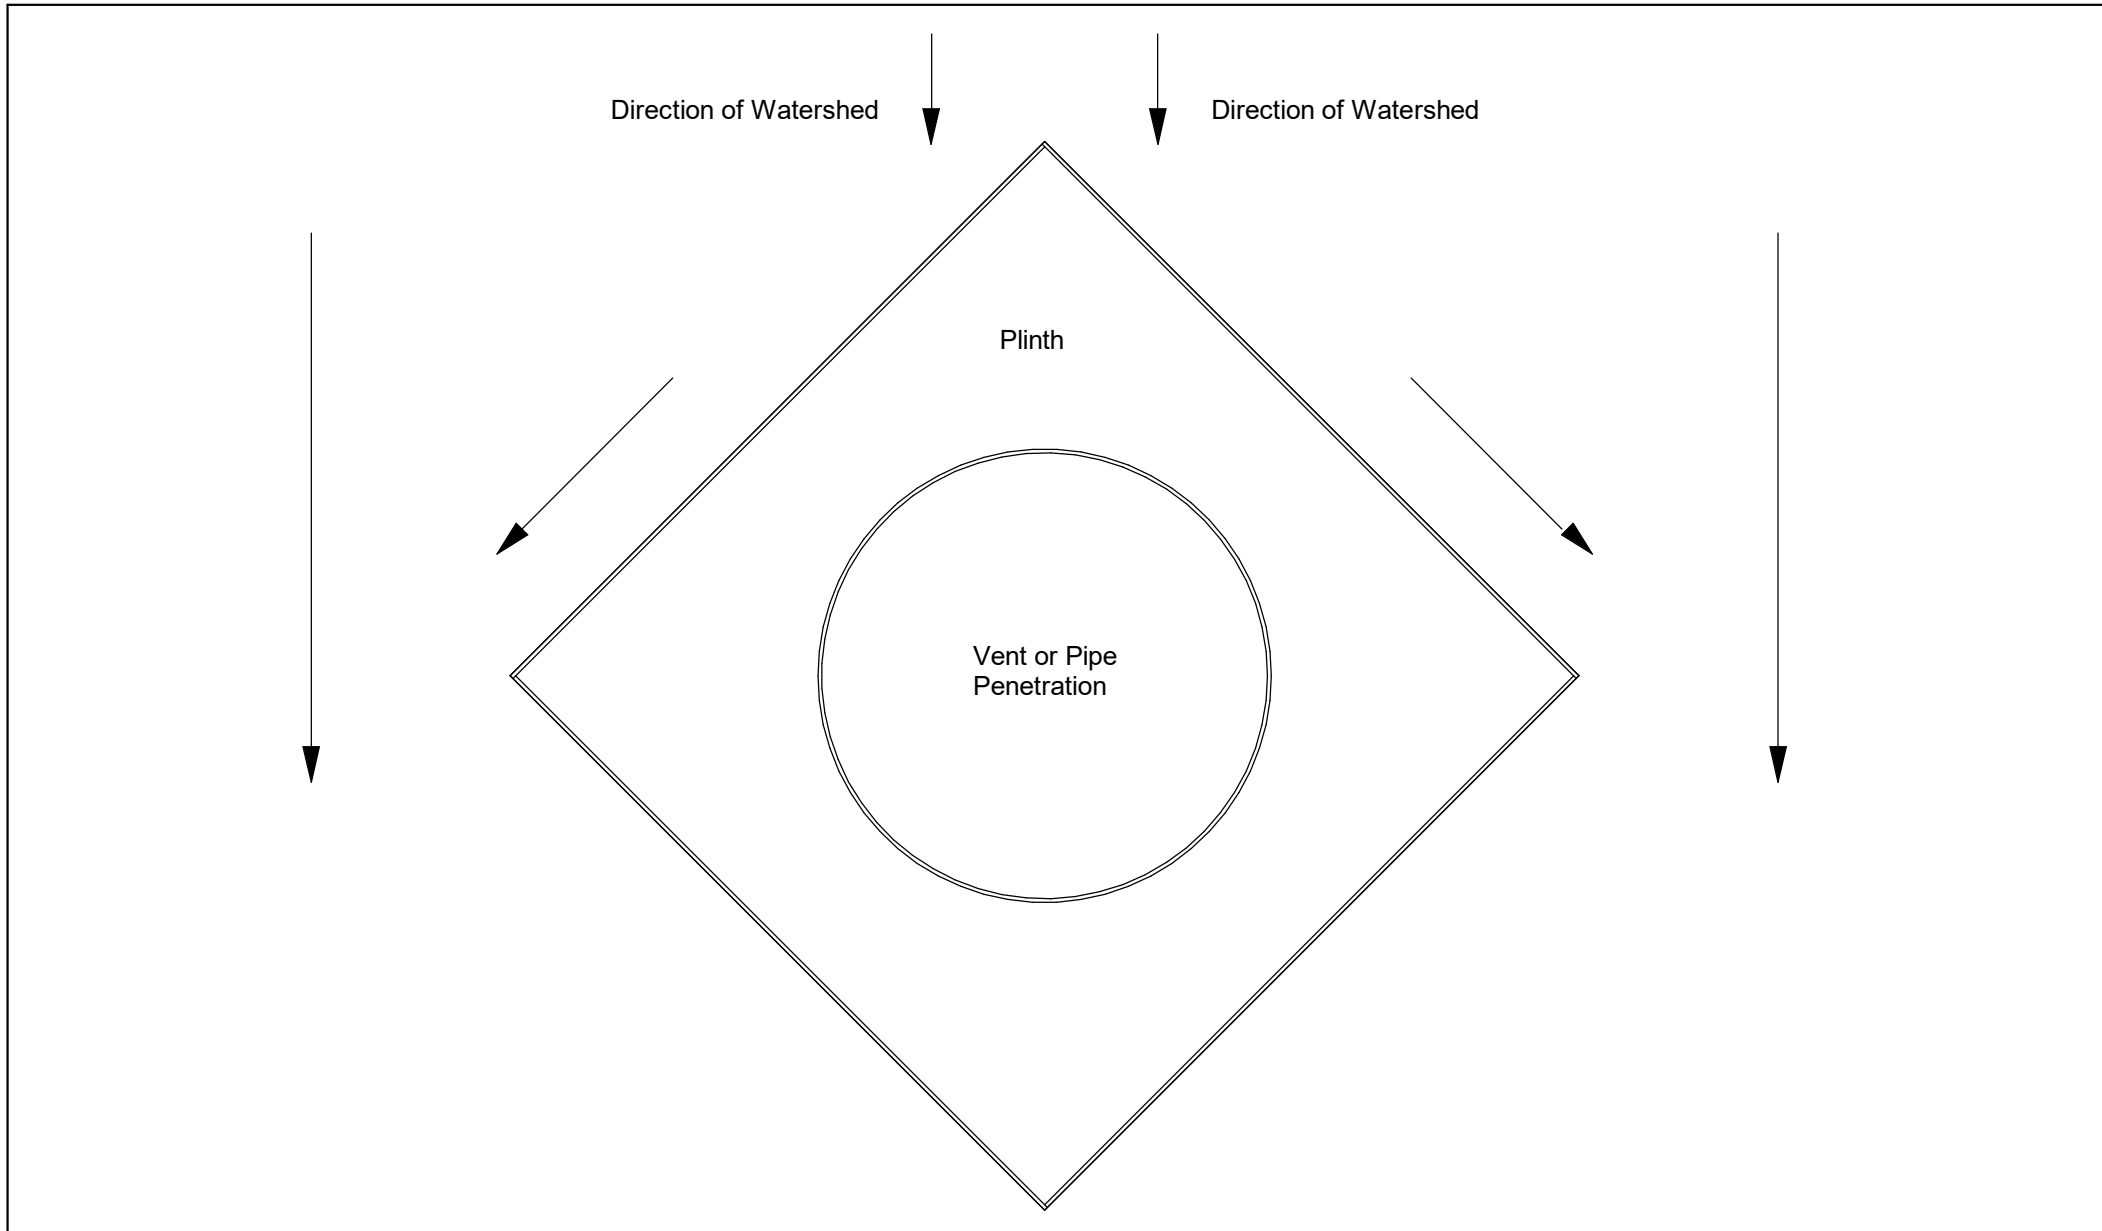 Direction of Watershed
Direction of Watershed
Plinth
Vent or Pipe
Penetration